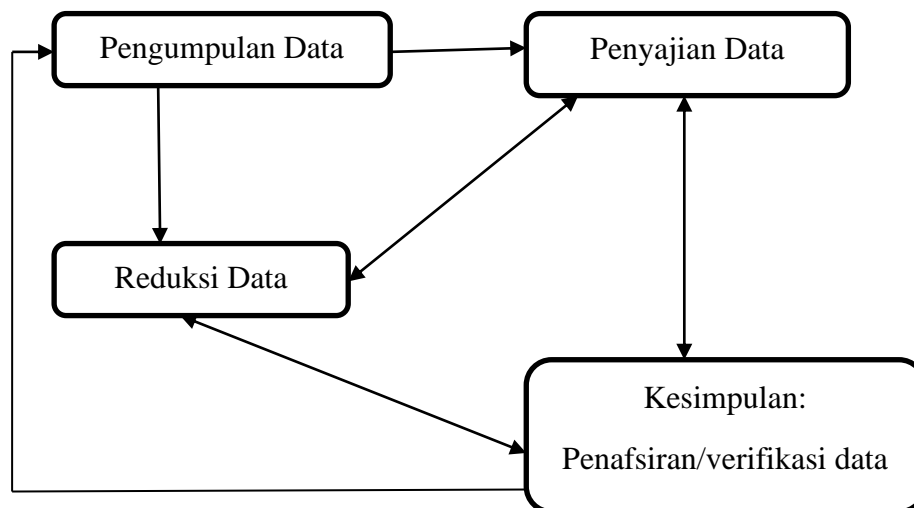 Pengumpulan Data
Penyajian Data
Reduksi Data
Kesimpulan:
Penafsiran/verifikasi data